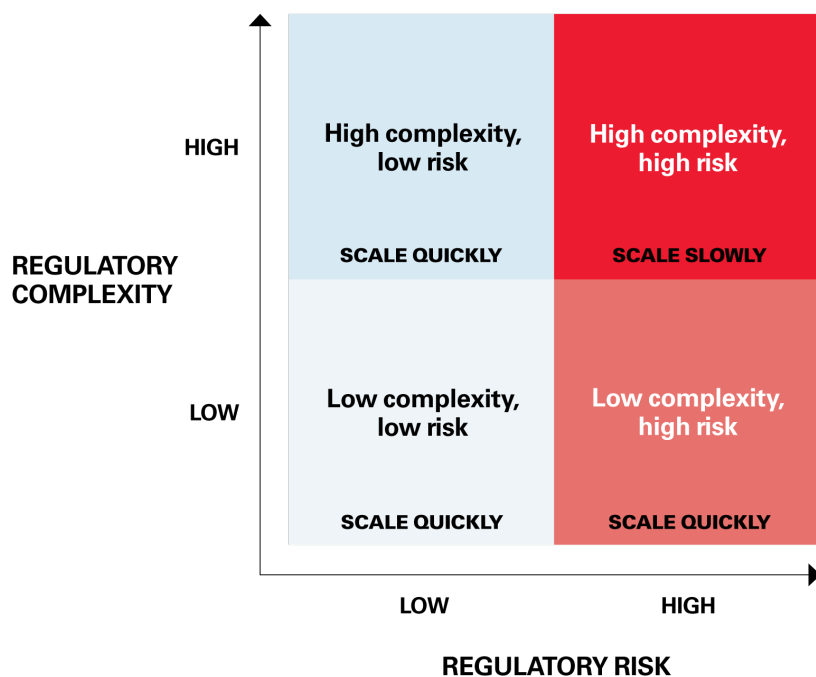 HIGH
High complexity,
low risk
High complexity,
high risk
SCALE QUICKLY
SCALE SLOWLY
REGULATORY
COMPLEXITY
LOW
Low complexity,
low risk
Low complexity,
high risk
SCALE QUICKLY
SCALE QUICKLY
LOW
HIGH
REGULATORY RISK